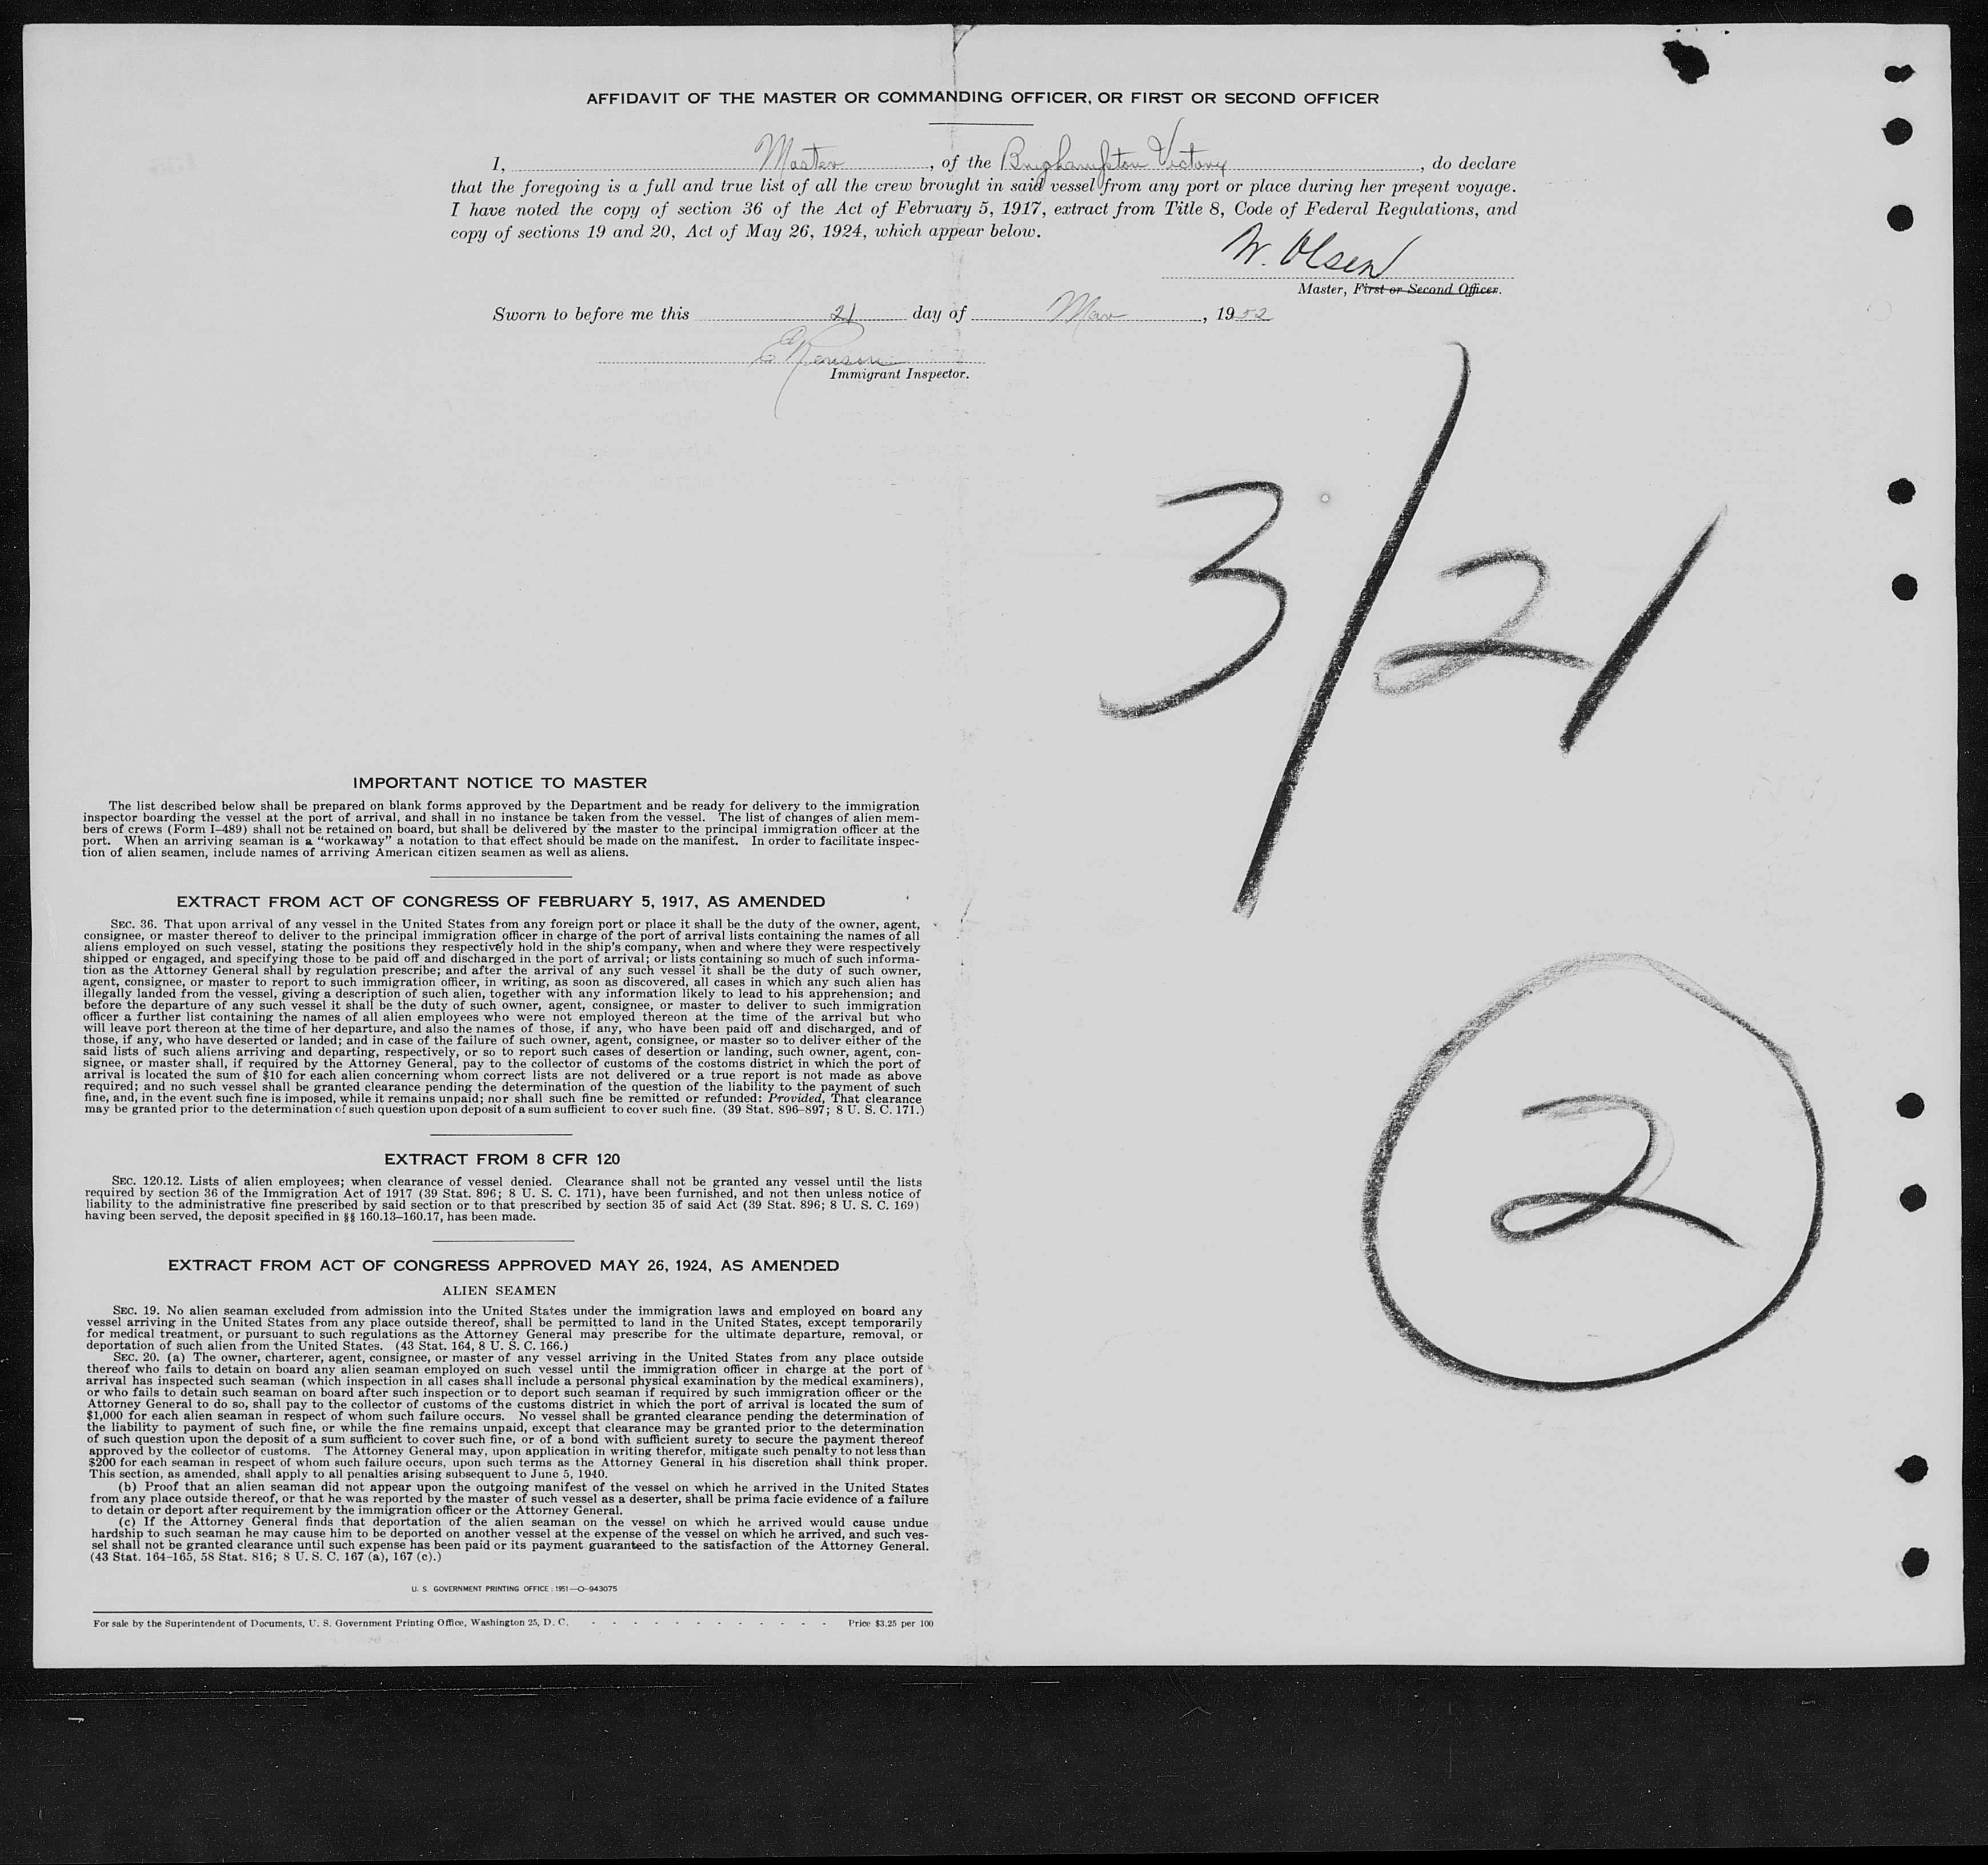 AFFIDAVIT OF THE MASTER OR COMMANDING OFFICER, OR FIRST OR SECOND OFFICER
I, Master, of the Binghampton Victory, do declare
that the foregoing is a full and true list of all the crew brought in said vessel from any port or place during her present voyage.
I have noted the copy of section 36 of the Act of February 5, 1917, extract from Title 8, Code of Federal Regulations, and
copy of sections 19 and 20, Act of May 26, 1924, which appear below.
W. Olsen
Master, First or Second Officer.
Sworn to before me this 21 day of Mar, 1952
Immigrant Inspector.
3/21
2
IMPORTANT NOTICE TO MASTER
The list described below shall be prepared on blank forms approved by the Department and be ready for delivery to the immigration
inspector boarding the vessel at the port of arrival, and shall in no instance be taken from the vessel. The list of changes of alien mem-
bers of crews (Form I-489) shall not be retained on board, but shall be delivered by the master to the principal immigration officer at the
port. When an arriving seaman is a "workaway" a notation to that effect should be made on the manifest. In order to facilitate inspec-
tion of alien seamen, include names of arriving American citizen seamen as well as aliens.
EXTRACT FROM ACT OF CONGRESS OF FEBRUARY 5, 1917, AS AMENDED
SEC. 36. That upon arrival of any vessel in the United States from any foreign port or place it shall be the duty of the owner, agent,
consignee, or master thereof to deliver to the principal immigration officer in charge of the port of arrival lists containing the names of all
aliens employed on such vessel, stating the positions they respectively hold in the ship's company, when and where they were respectively
shipped or engaged, and specifying those to be paid off and discharged in the port of arrival; or lists containing so much of such informa-
tion as the Attorney General shall by regulation prescribe; and after the arrival of any such vessel it shall be the duty of such owner,
agent, consignee, or master to report to such immigration officer, in writing, as soon as discovered, all cases in which any such alien has
illegally landed from the vessel, giving a description of such alien, together with any information likely to lead to his apprehension; and
before the departure of any such vessel it shall be the duty of such owner, agent, consignee, or master to deliver to such immigration
officer a further list containing the names of all alien employees who were not employed thereon at the time of the arrival but who
will leave port thereon at the time of her departure, and also the names of those, if any, who have been paid off and discharged, and of
those, if any, who have deserted or landed; and in case of the failure of such owner, agent, consignee, or master so to deliver either of the
said lists of such aliens arriving and departing, respectively, or so to report such cases of desertion or landing, such owner, agent, con-
signee, or master shall, if required by the Attorney General, pay to the collector of customs of the costoms district in which the port of
arrival is located the sum of $10 for each alien concerning whom correct lists are not delivered or a true report is not made as above
required; and no such vessel shall be granted clearance pending the determination of the question of the liability to the payment of such
fine, and, in the event such fine is imposed, while it remains unpaid; nor shall such fine be remitted or refunded: Provided, That clearance
may be granted prior to the determination of such question upon deposit of a sum sufficient to cover such fine. (39 Stat. 896-897; 8 U. S. C. 171.)
EXTRACT FROM 8 CFR 120
SEC. 120.12. Lists of alien employees; when clearance of vessel denied. Clearance shall not be granted any vessel until the lists
required by section 36 of the Immigration Act of 1917 (39 Stat. 896; 8 U. S. C. 171), have been furnished, and not then unless notice of
liability to the administrative fine prescribed by said section or to that prescribed by section 35 of said Act (39 Stat. 896; 8 U. S. C. 169)
having been served, the deposit specified in §§ 160.13-160.17, has been made.
EXTRACT FROM ACT OF CONGRESS APPROVED MAY 26, 1924, AS AMENDED
ALIEN SEAMEN
SEC. 19. No alien seaman excluded from admission into the United States under the immigration laws and employed on board any
vessel arriving in the United States from any place outside thereof, shall be permitted to land in the United States, except temporarily
for medical treatment, or pursuant to such regulations as the Attorney General may prescribe for the ultimate departure, removal, or
deportation of such alien from the United States. (43 Stat. 164, 8 U. S. C. 166.)
SEC. 20. (a) The owner, charterer, agent, consignee, or master of any vessel arriving in the United States from any place outside
thereof who fails to detain on board any alien seaman employed on such vessel until the immigration officer in charge at the port of
arrival has inspected such seaman (which inspection in all cases shall include a personal physical examination by the medical examiners),
or who fails to detain such seaman on board after such inspection or to deport such seaman if required by such immigration officer or the
Attorney General to do so, shall pay to the collector of customs of the customs district in which the port of arrival is located the sum of
$1,000 for each alien seaman in respect of whom such failure occurs. No vessel shall be granted clearance pending the determination of
the liability to payment of such fine, or while the fine remains unpaid, except that clearance may be granted prior to the determination
of such question upon the deposit of a sum sufficient to cover such fine, or of a bond with sufficient surety to secure the payment thereof
approved by the collector of customs. The Attorney General may, upon application in writing therefor, mitigate such penalty to not less than
$200 for each seaman in respect of whom such failure occurs, upon such terms as the Attorney General in his discretion shall think proper.
This section, as amended, shall apply to all penalties arising subsequent to June 5, 1940.
(b) Proof that an alien seaman did not appear upon the outgoing manifest of the vessel on which he arrived in the United States
from any place outside thereof, or that he was reported by the master of such vessel as a deserter, shall be prima facie evidence of a failure
to detain or deport after requirement by the immigration officer or the Attorney General.
(c) If the Attorney General finds that deportation of the alien seaman on the vessel on which he arrived would cause undue
hardship to such seaman he may cause him to be deported on another vessel at the expense of the vessel on which he arrived, and such ves-
sel shall not be granted clearance until such expense has been paid or its payment guaranteed to the satisfaction of the Attorney General.
(43 Stat. 164-165, 58 Stat. 816; 8 U. S. C. 167 (a), 167 (c).)
U. S. GOVERNMENT PRINTING OFFICE : 1951—O-943075
For sale by the Superintendent of Documents, U. S. Government Printing Office, Washington 25, D. C. - - - - - - - - - - - - Price $3.25 per 100